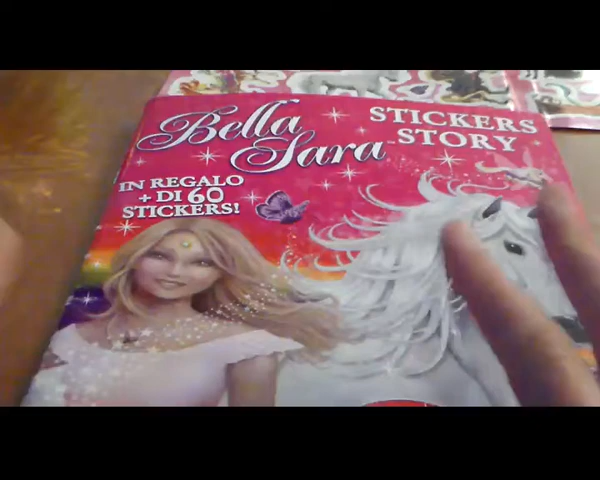 Bella
Sara
STICKERS
STORY
IN REGALO
+ DI 60
STICKERS!